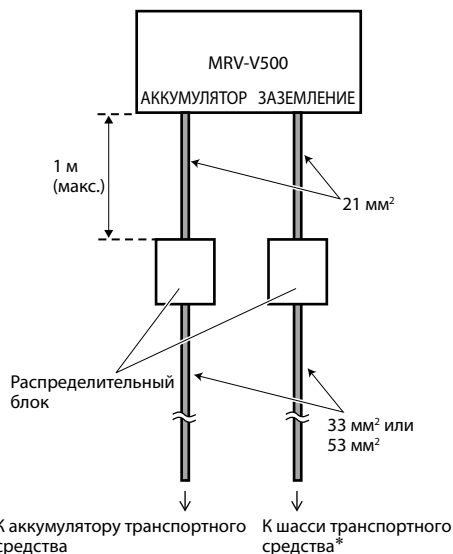 MRV-V500
АККУМУЛЯТОР ЗАЗЕМЛЕНИЕ
1 м
(макс.)
21 мм²
Распределительный
блок
33 мм² или
53 мм²
К аккумулятору транспортного
средства
К шасси транспортного
средства*